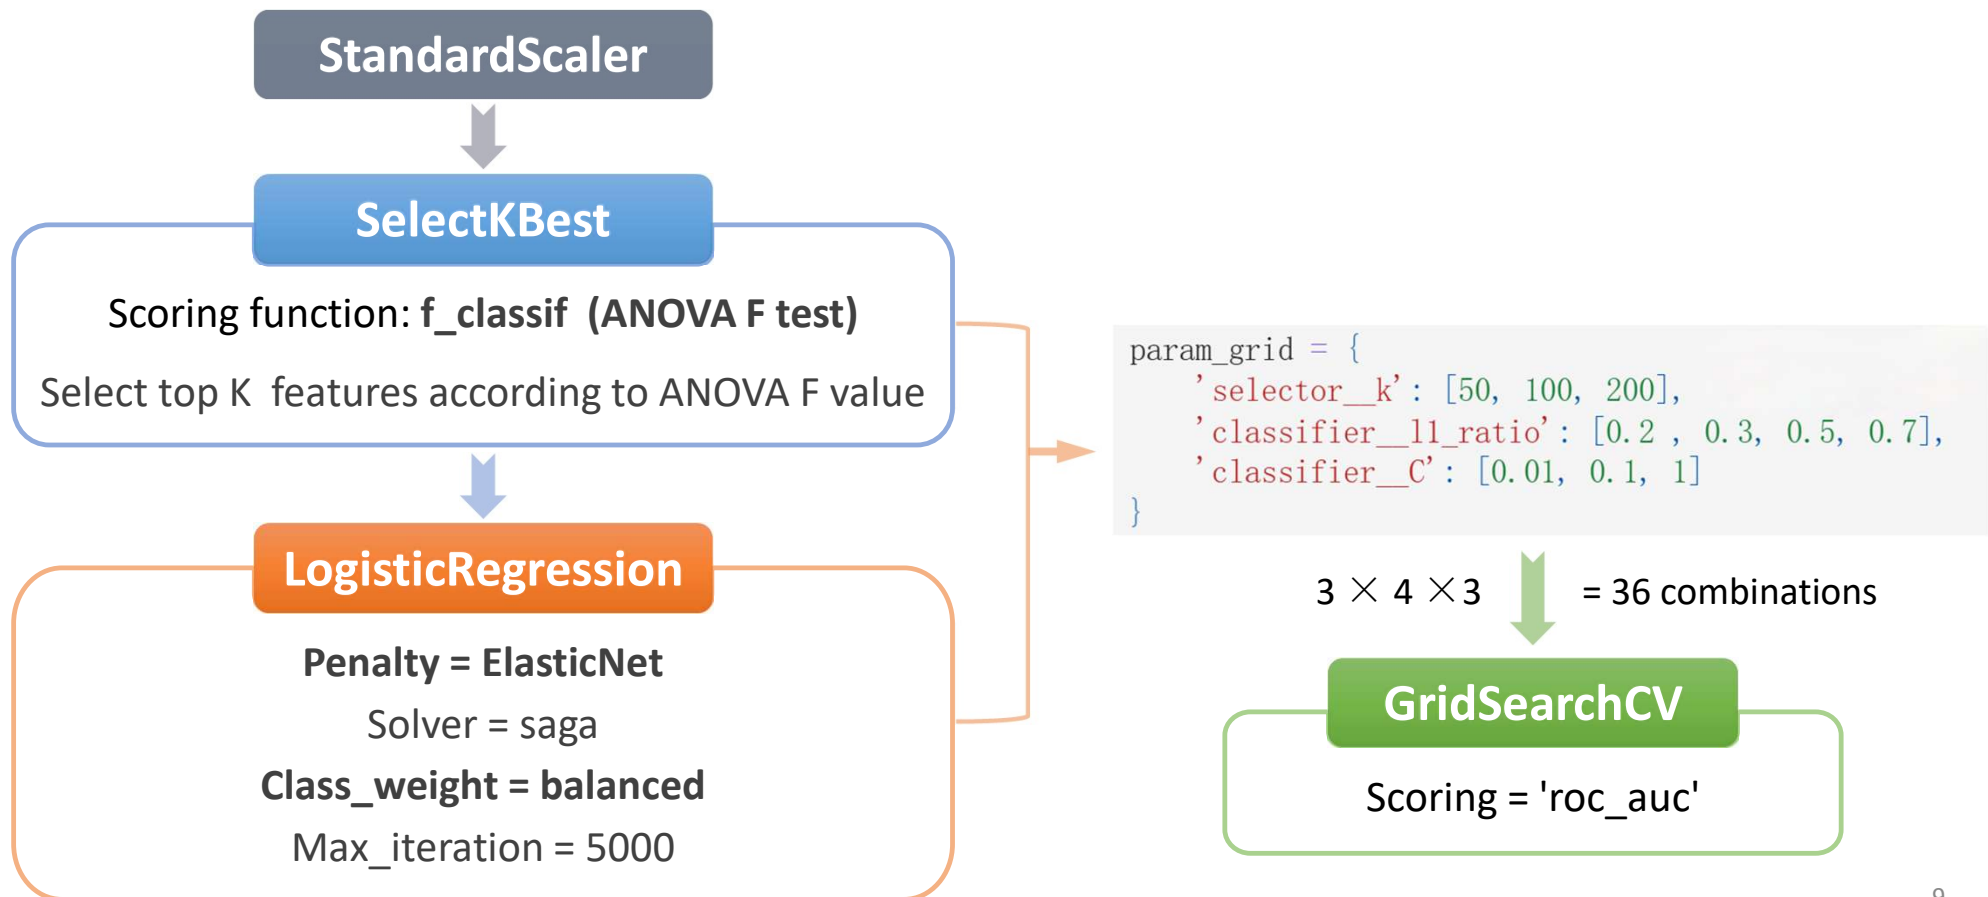 StandardScaler
SelectKBest
Scoring function: f_classif (ANOVA F test)
Select top K features according to ANOVA F value
LogisticRegression
Penalty = ElasticNet
Solver = saga
Class_weight = balanced
Max_iteration = 5000
param_grid = {
'selector__k': [50, 100, 200],
'classifier__l1_ratio': [0.2 , 0.3, 0.5, 0.7],
'classifier__C': [0.01, 0.1, 1]
}
3 × 4 ×3 = 36 combinations
GridSearchCV
Scoring = 'roc_auc'